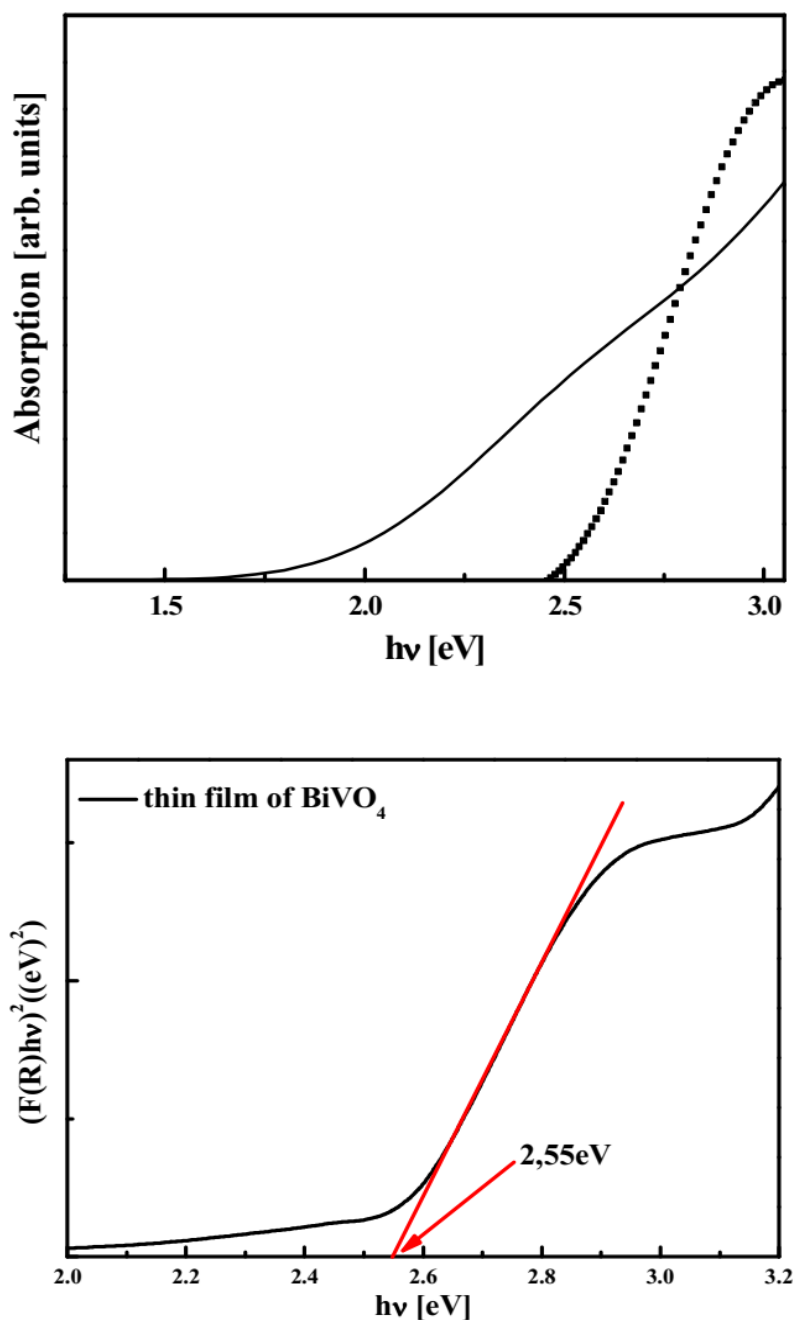 Absorption [arb. units]
1.5 2.0 2.5 3.0
hν [eV]
thin film of BiVO₄
(F(R)hν)²((eV)²)
2,55eV
2.0 2.2 2.4 2.6 2.8 3.0 3.2
hν [eV]